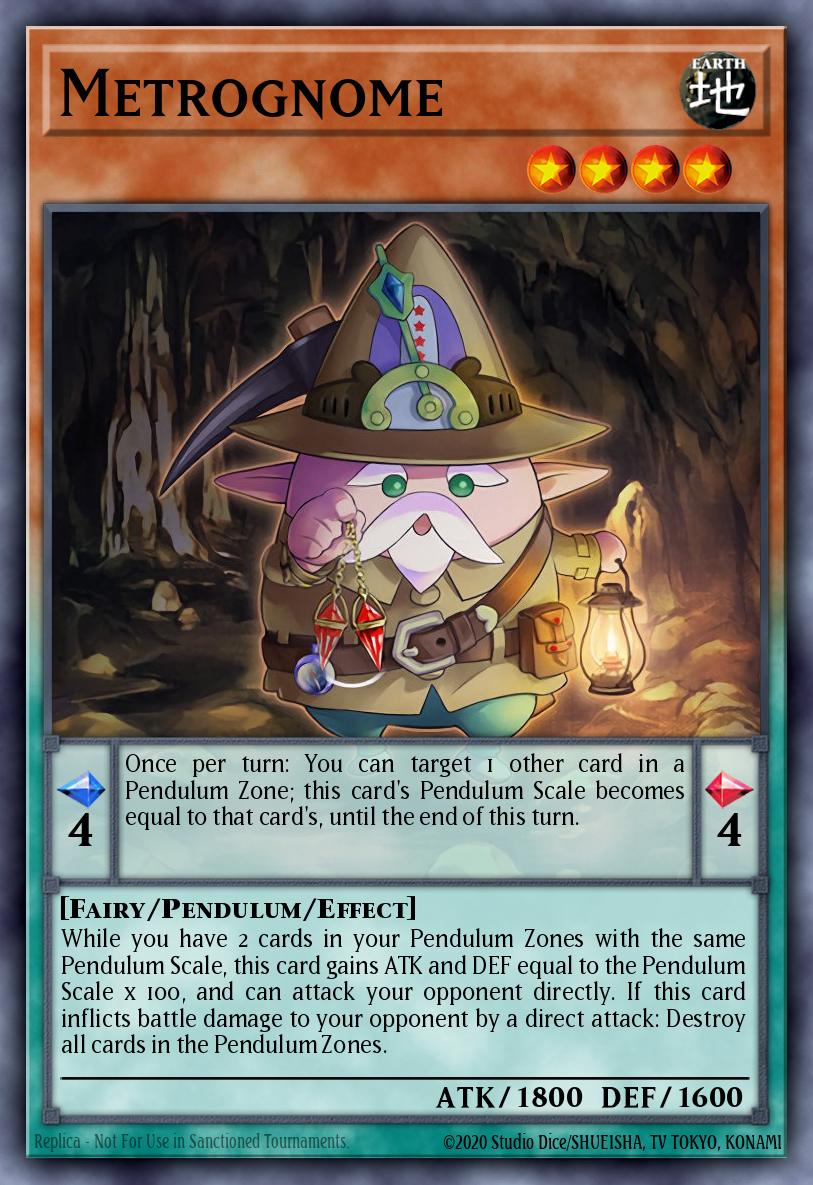 Metrognome
EARTH
地
Once per turn: You can target 1 other card in a
Pendulum Zone; this card's Pendulum Scale becomes
equal to that card's, until the end of this turn.
4
4
[Fairy/Pendulum/Effect]
While you have 2 cards in your Pendulum Zones with the same
Pendulum Scale, this card gains ATK and DEF equal to the Pendulum
Scale x 100, and can attack your opponent directly. If this card
inflicts battle damage to your opponent by a direct attack: Destroy
all cards in the Pendulum Zones.
ATK/1800 DEF/1600
Replica - Not For Use in Sanctioned Tournaments.
©2020 Studio Dice/SHUEISHA, TV TOKYO, KONAMI